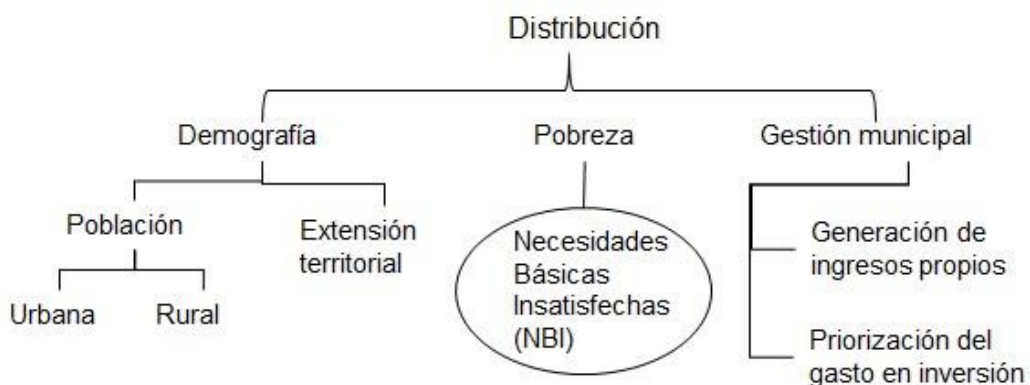 Distribución
Demografía
Pobreza
Gestión municipal
Población
Extensión
territorial
Urbana
Rural
Necesidades
Básicas
Insatisfechas
(NBI)
Generación de
ingresos propios
Priorización del
gasto en inversión